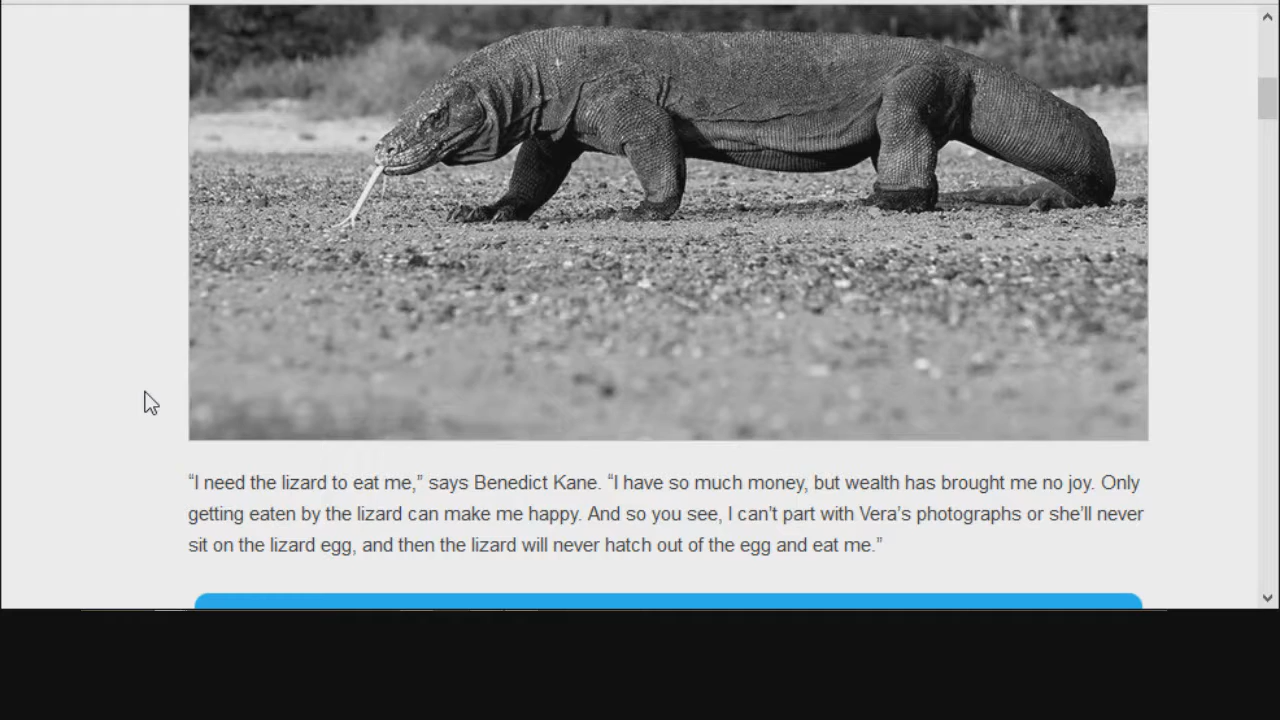 “I need the lizard to eat me,” says Benedict Kane. “I have so much money, but wealth has brought me no joy. Only
getting eaten by the lizard can make me happy. And so you see, I can’t part with Vera’s photographs or she’ll never
sit on the lizard egg, and then the lizard will never hatch out of the egg and eat me.”